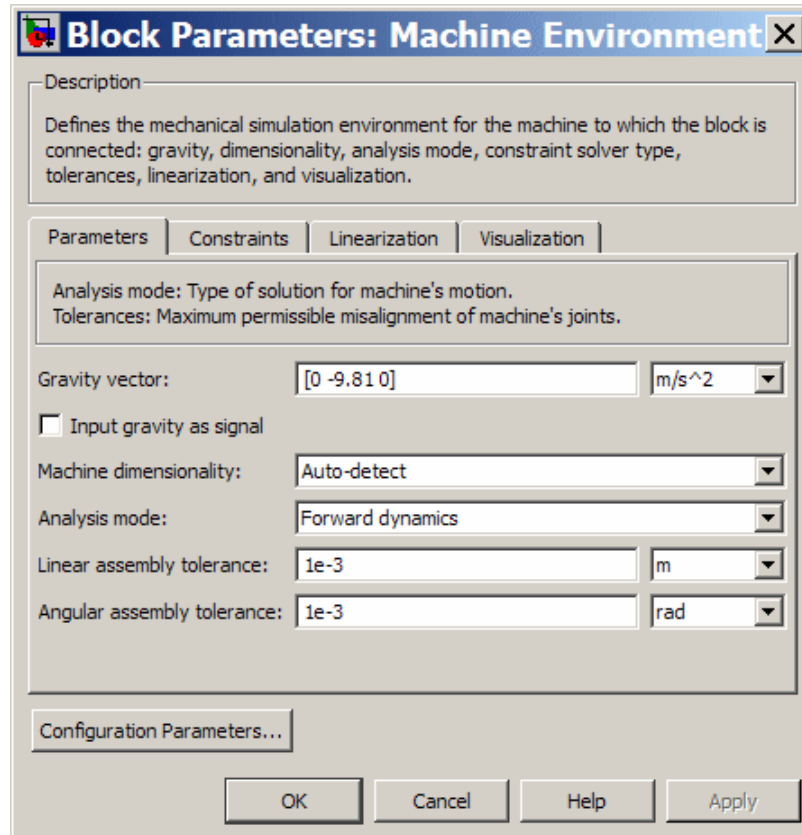 Block Parameters: Machine Environment
Description
Defines the mechanical simulation environment for the machine to which the block is
connected: gravity, dimensionality, analysis mode, constraint solver type,
tolerances, linearization, and visualization.
Parameters Constraints Linearization Visualization
Analysis mode: Type of solution for machine's motion.
Tolerances: Maximum permissible misalignment of machine's joints.
Gravity vector: [0 -9.81 0] m/s^2
Input gravity as signal
Machine dimensionality: Auto-detect
Analysis mode: Forward dynamics
Linear assembly tolerance: 1e-3 m
Angular assembly tolerance: 1e-3 rad
Configuration Parameters...
OK Cancel Help Apply